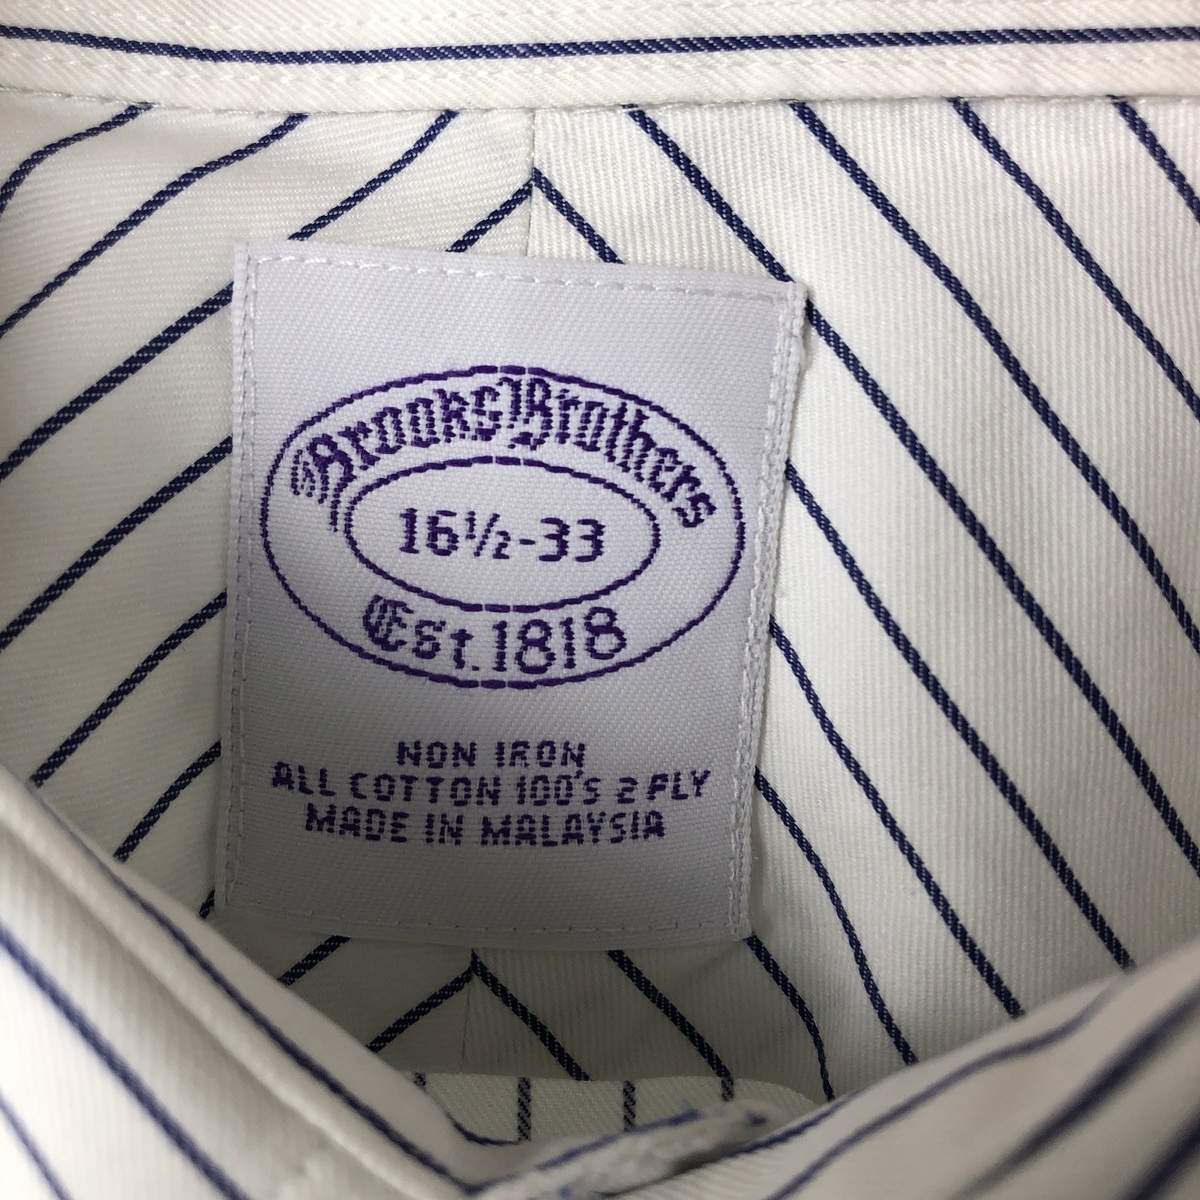 Brooks Brothers
16½-33
Est. 1818
NON IRON
ALL COTTON 100'S 2 PLY
MADE IN MALAYSIA